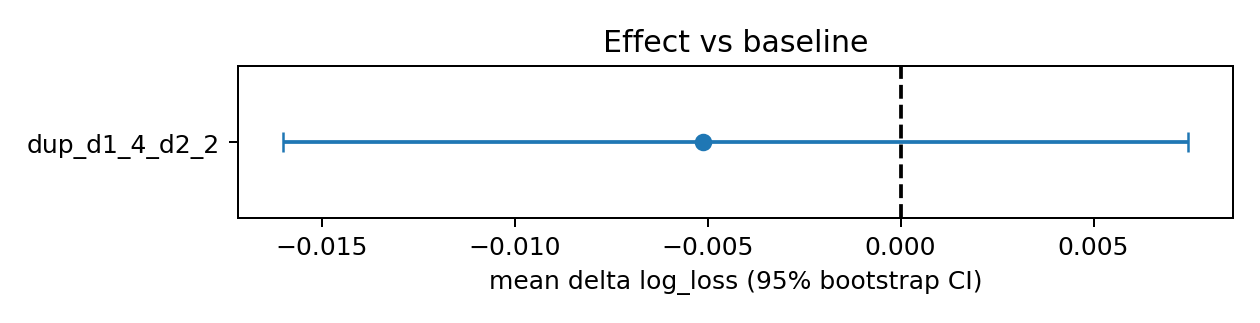 Effect vs baseline
dup_d1_4_d2_2
−0.015 −0.010 −0.005 0.000 0.005
mean delta log_loss (95% bootstrap CI)